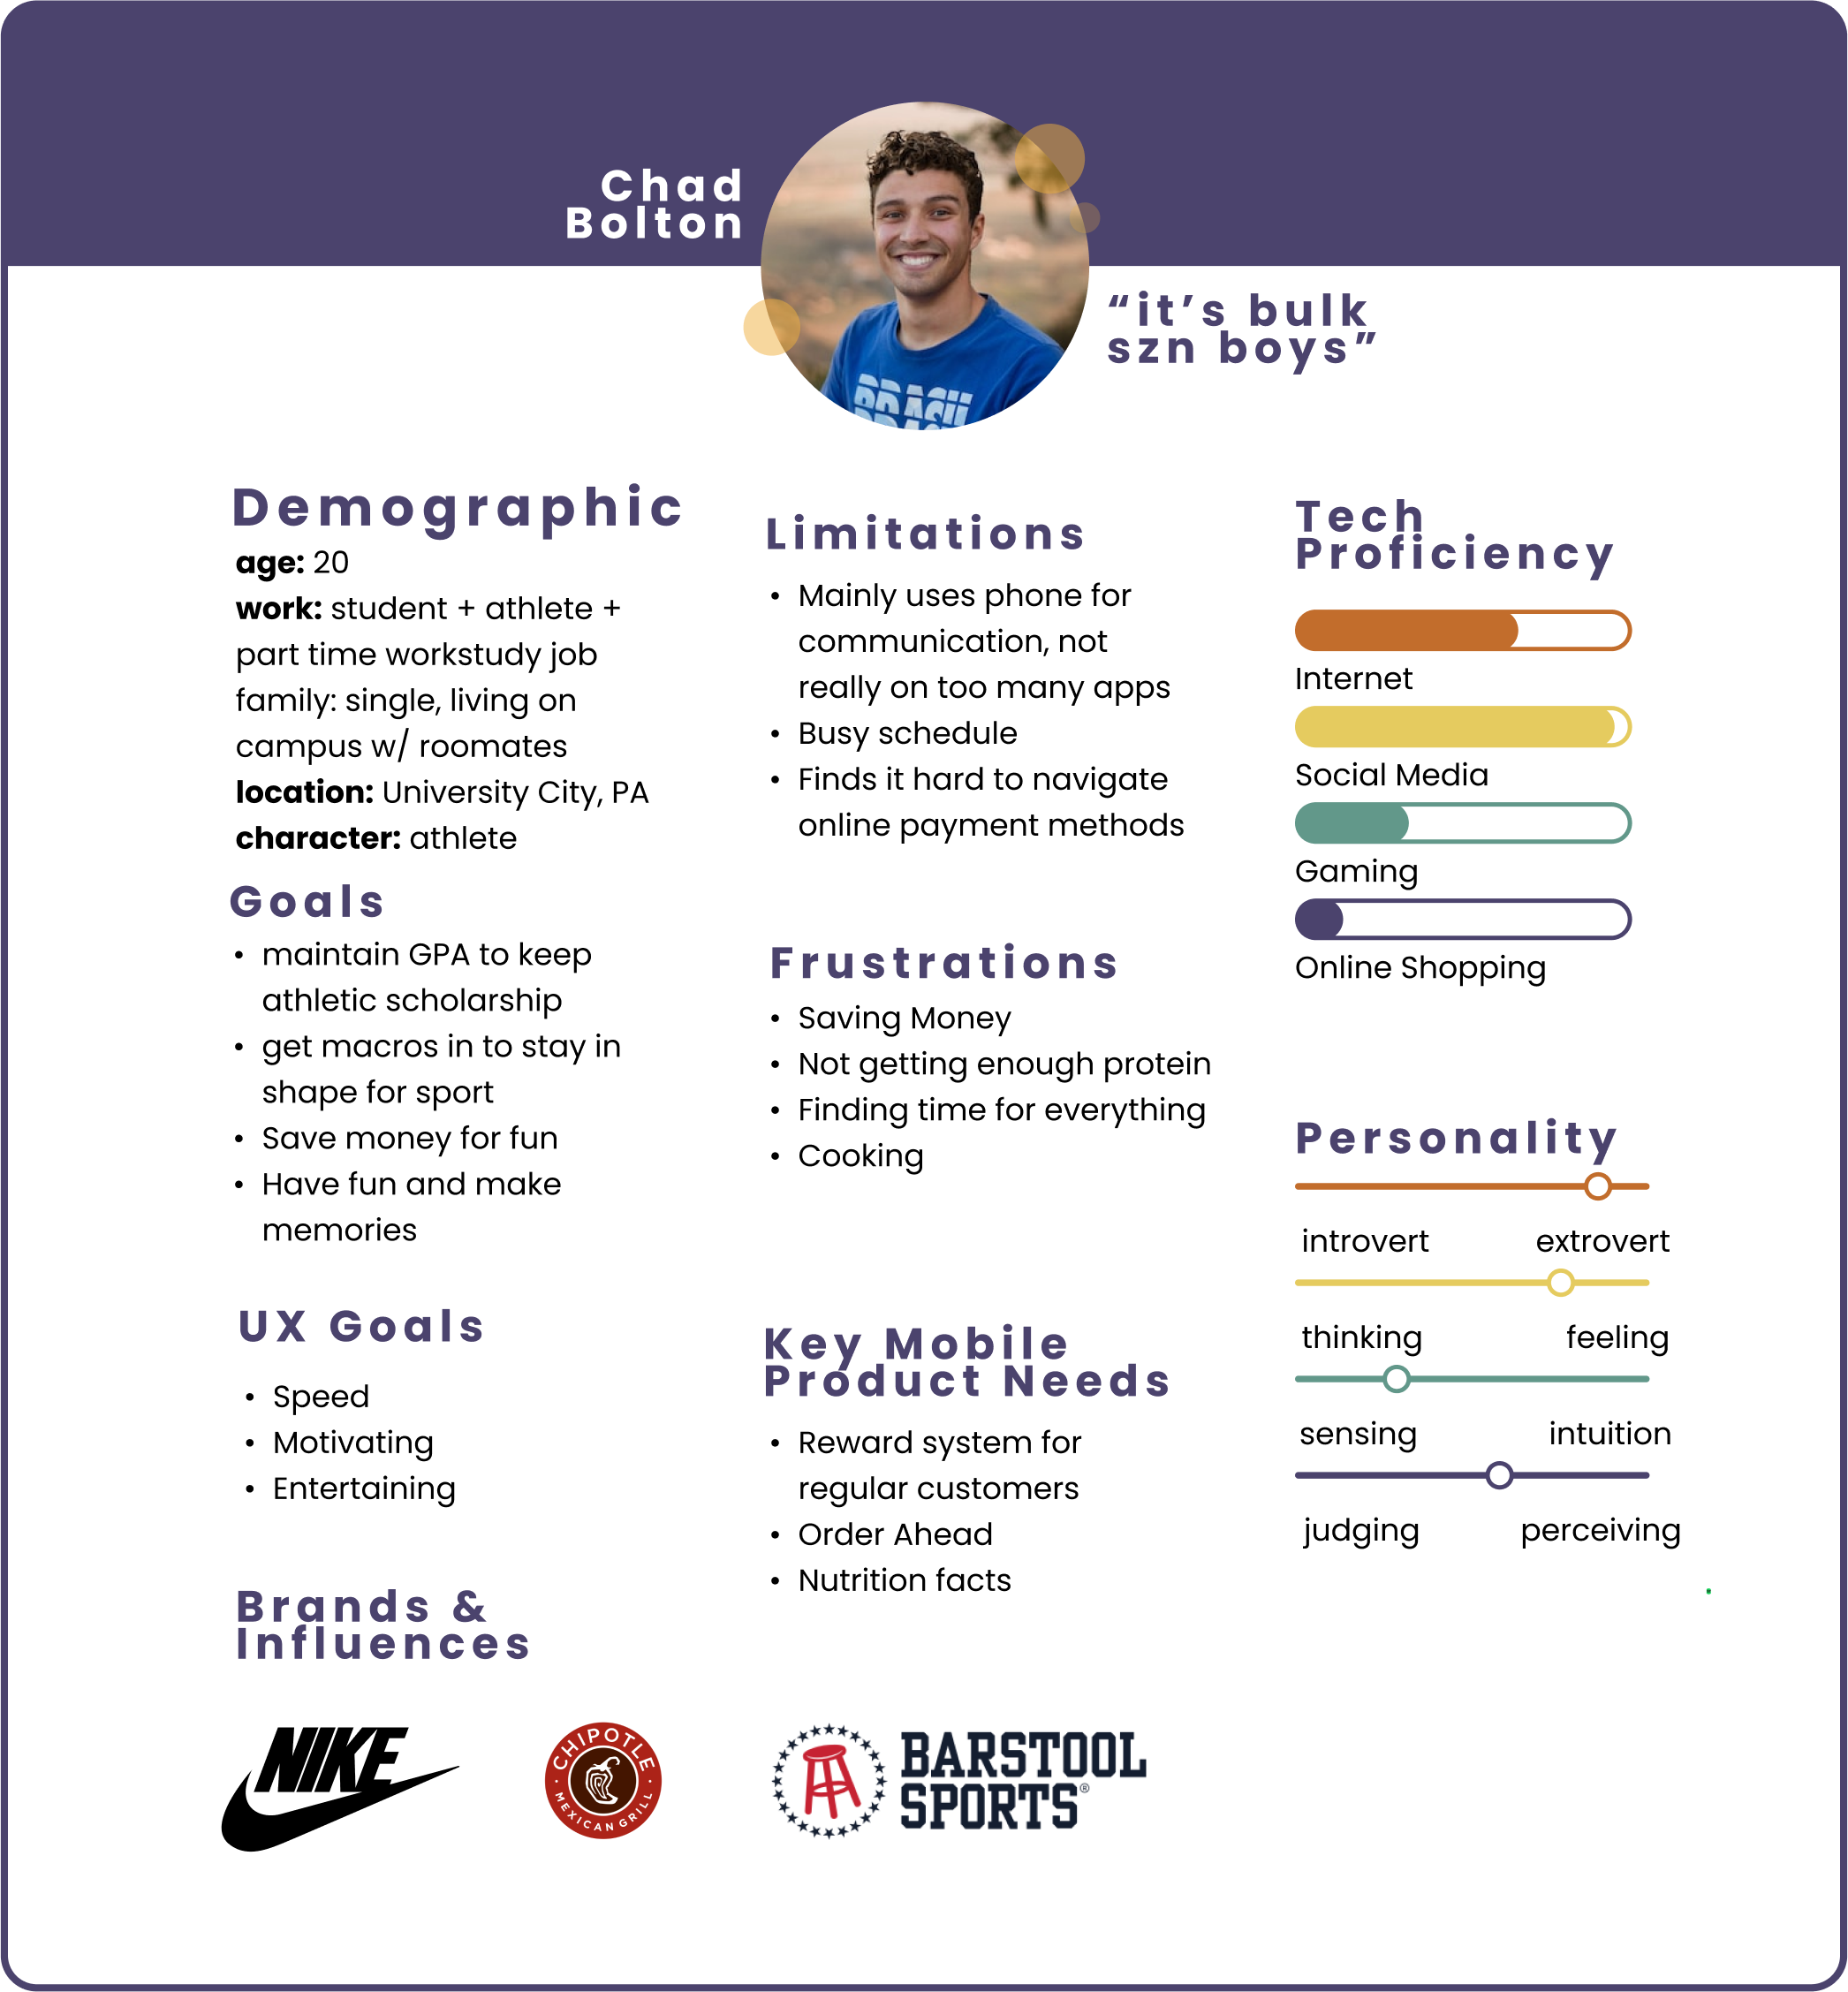 Chad
Bolton
“it’s bulk
szn boys”
Demographic
age: 20
work: student + athlete +
part time workstudy job
family: single, living on
campus w/ roomates
location: University City, PA
character: athlete
Goals
• maintain GPA to keep
athletic scholarship
• get macros in to stay in
shape for sport
• Save money for fun
• Have fun and make
memories
UX Goals
• Speed
• Motivating
• Entertaining
Brands &
Influences
NIKE
CHIPOTLE
MEXICAN GRILL
BARSTOOL
SPORTS®
Limitations
• Mainly uses phone for
communication, not
really on too many apps
• Busy schedule
• Finds it hard to navigate
online payment methods
Frustrations
• Saving Money
• Not getting enough protein
• Finding time for everything
• Cooking
Key Mobile
Product Needs
• Reward system for
regular customers
• Order Ahead
• Nutrition facts
Tech
Proficiency
Internet
Social Media
Gaming
Online Shopping
Personality
introvert extrovert
thinking feeling
sensing intuition
judging perceiving